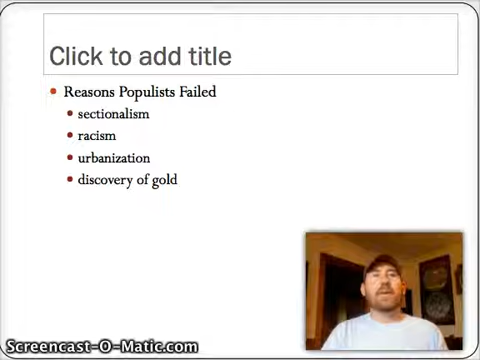 Click to add title
Reasons Populists Failed
sectionalism
racism
urbanization
discovery of gold
Screencast-O-Matic.com